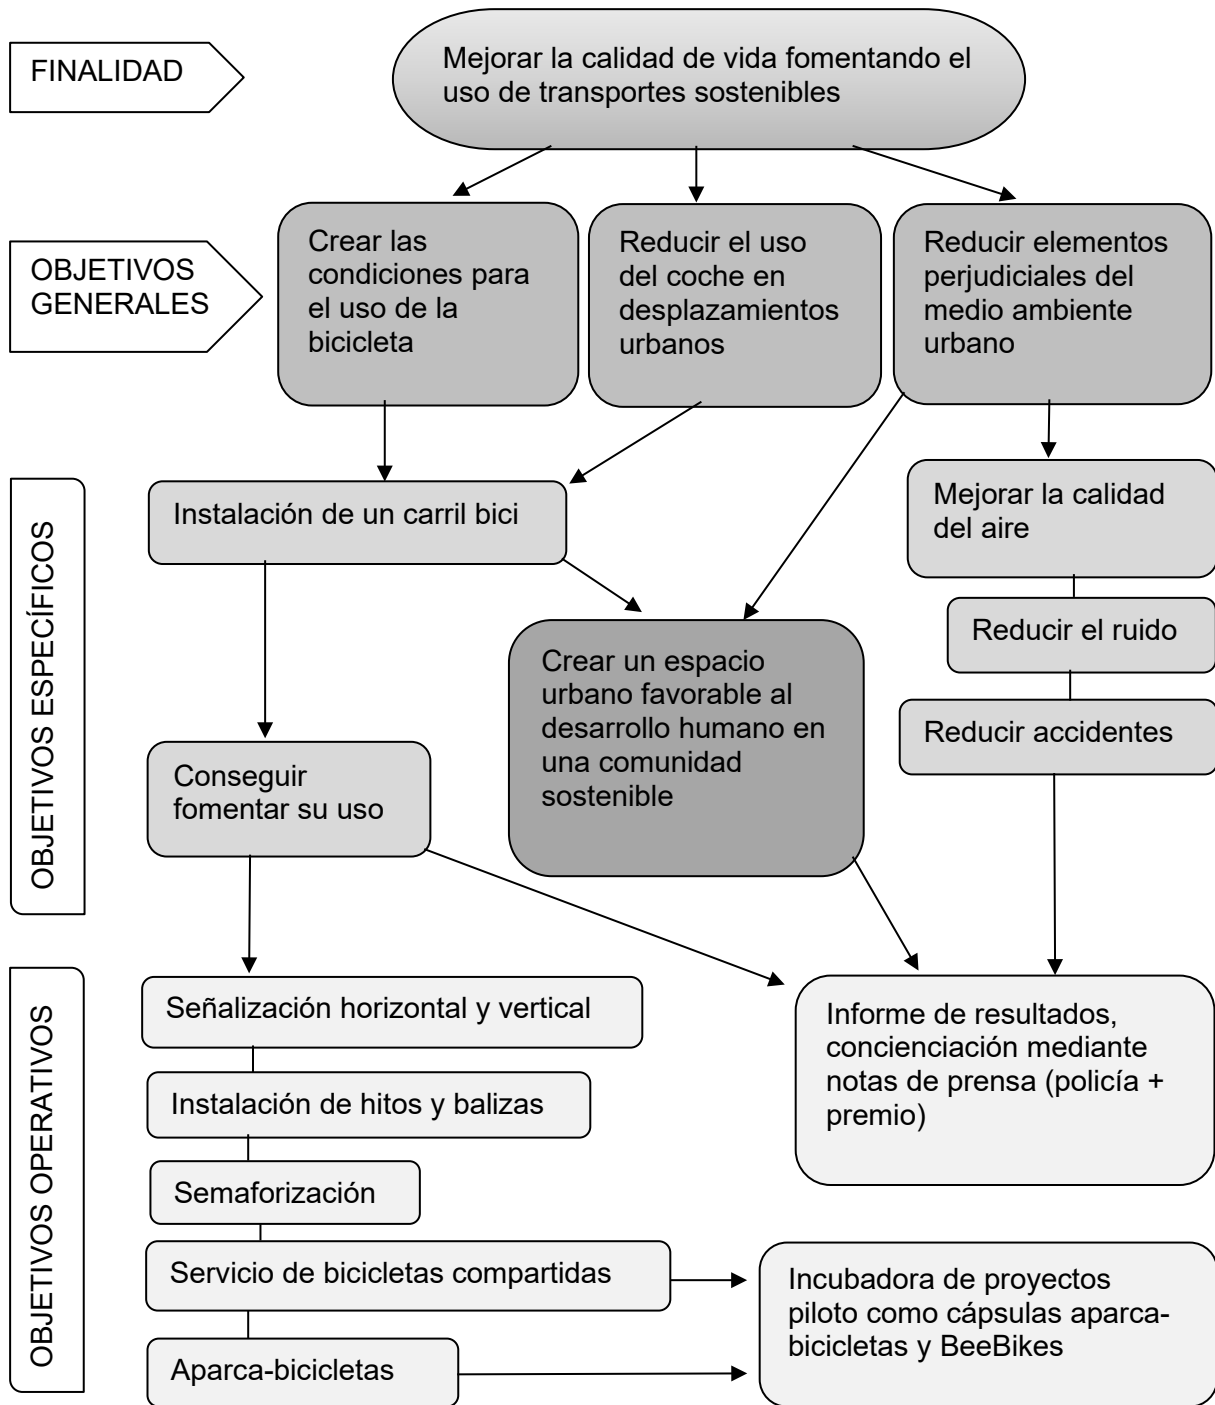 FINALIDAD
Mejorar la calidad de vida fomentando el
uso de transportes sostenibles
OBJETIVOS
GENERALES
Crear las
condiciones para
el uso de la
bicicleta
Reducir el uso
del coche en
desplazamientos
urbanos
Reducir elementos
perjudiciales del
medio ambiente
urbano
OBJETIVOS ESPECÍFICOS
Instalación de un carril bici
Mejorar la calidad
del aire
Reducir el ruido
Crear un espacio
urbano favorable al
desarrollo humano en
una comunidad
sostenible
Reducir accidentes
Conseguir
fomentar su uso
OBJETIVOS OPERATIVOS
Señalización horizontal y vertical
Instalación de hitos y balizas
Semaforización
Servicio de bicicletas compartidas
Aparca-bicicletas
Informe de resultados,
concienciación mediante
notas de prensa (policía +
premio)
Incubadora de proyectos
piloto como cápsulas aparca-
bicicletas y BeeBikes